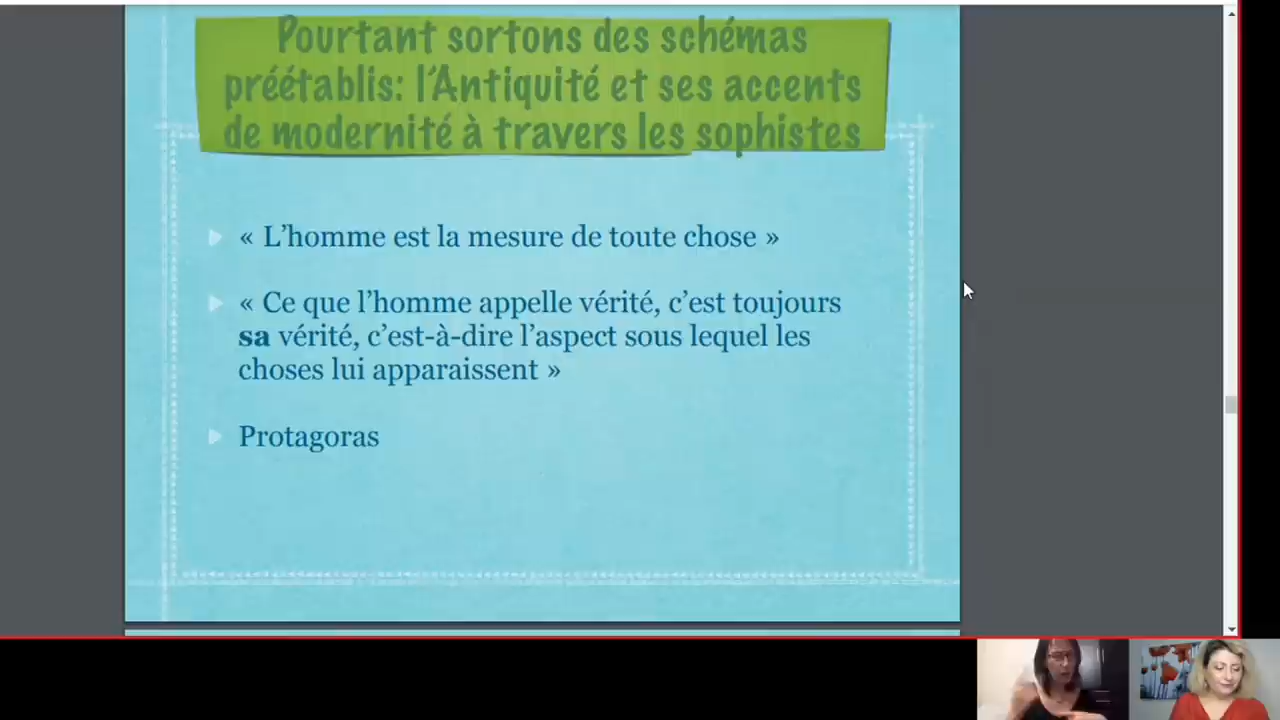 Pourtant sortons des schémas
préétablis: l'Antiquité et ses accents
de modernité à travers les sophistes
« L'homme est la mesure de toute chose »
« Ce que l'homme appelle vérité, c'est toujours
sa vérité, c'est-à-dire l'aspect sous lequel les
choses lui apparaissent »
Protagoras